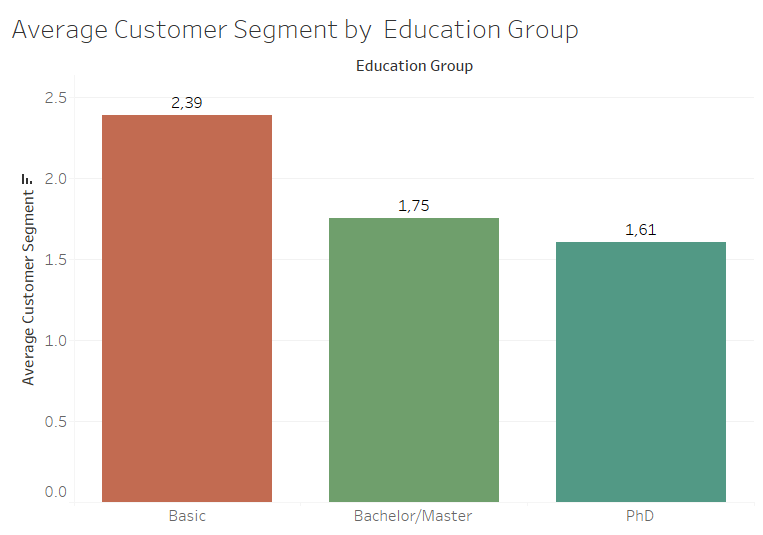 Average Customer Segment by  Education Group
Education Group
Average Customer Segment
2.5
2.0
1.5
1.0
0.5
0.0
2,39
1,75
1,61
Basic
Bachelor/Master
PhD